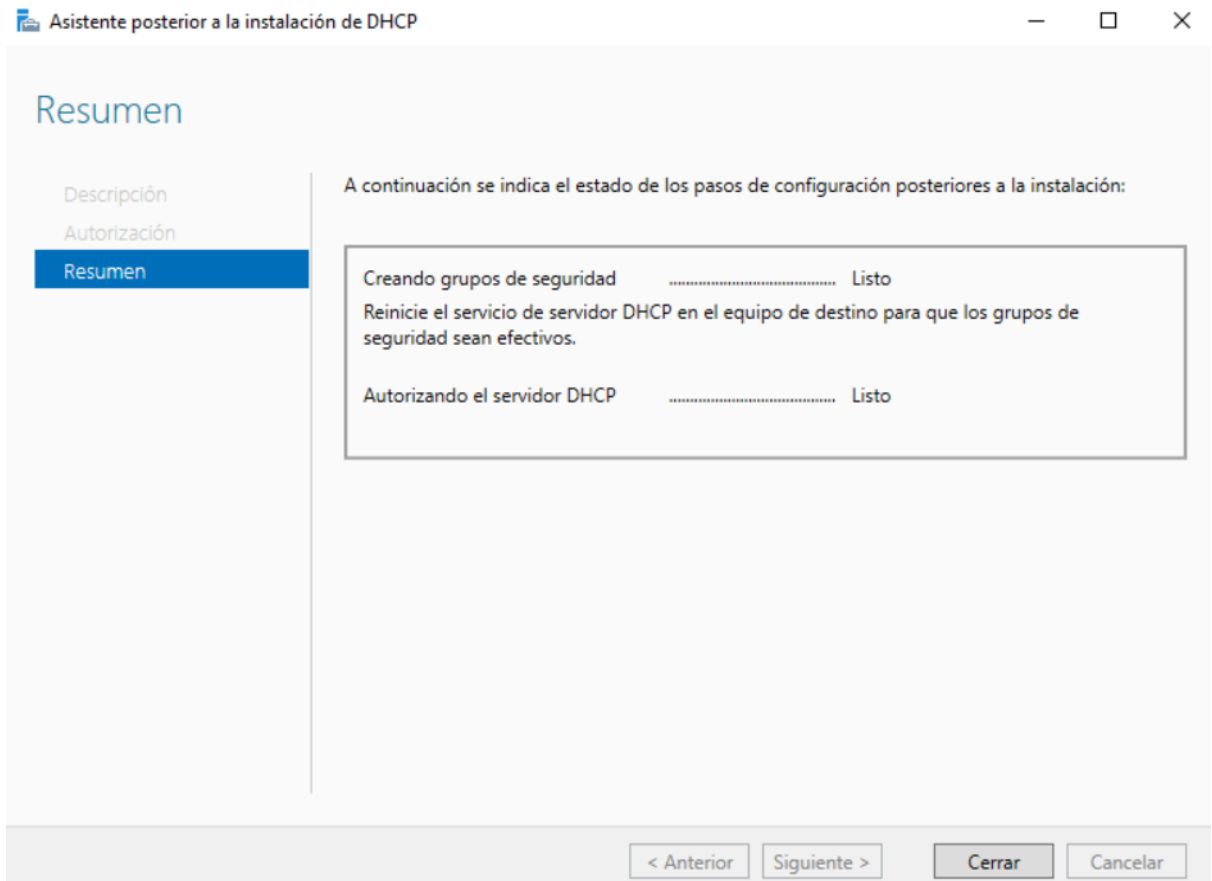 Asistente posterior a la instalación de DHCP
Resumen
Descripción
Autorización
Resumen
A continuación se indica el estado de los pasos de configuración posteriores a la instalación:
Creando grupos de seguridad ........................................ Listo
Reinicie el servicio de servidor DHCP en el equipo de destino para que los grupos de
seguridad sean efectivos.
Autorizando el servidor DHCP ........................................ Listo
< Anterior
Siguiente >
Cerrar
Cancelar